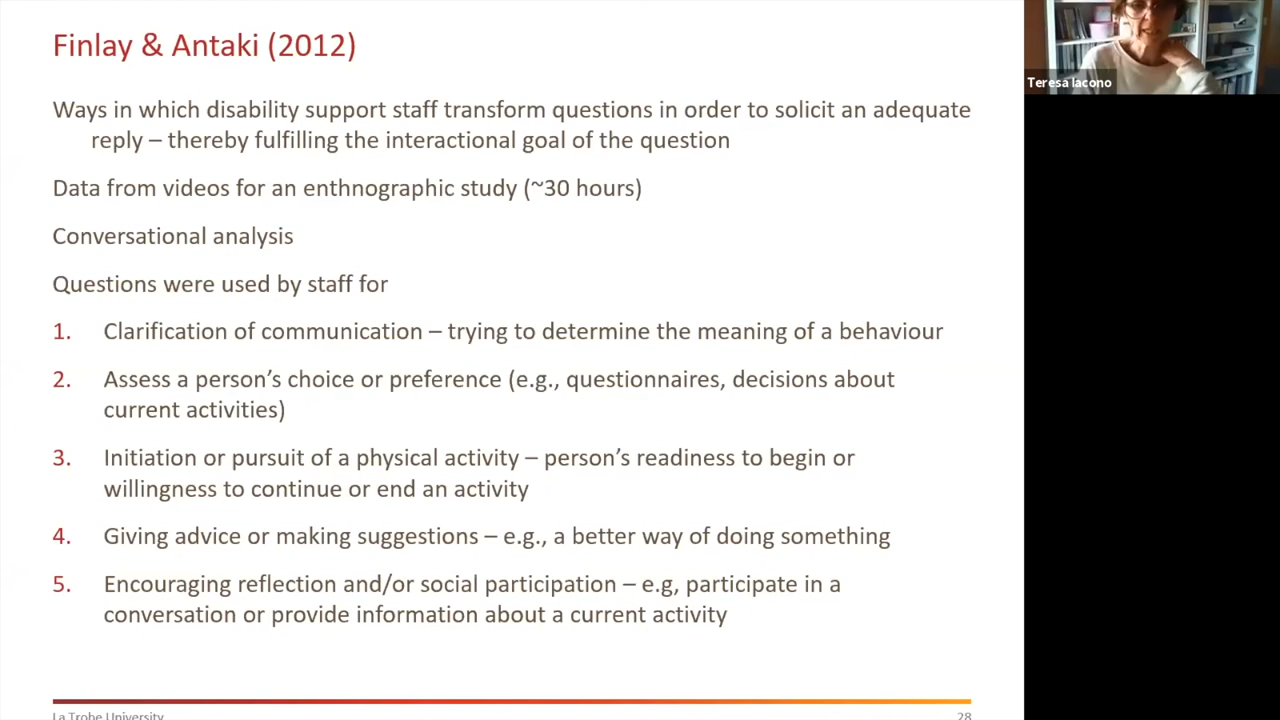 Finlay & Antaki (2012)
Teresa Iacono
Ways in which disability support staff transform questions in order to solicit an adequate
reply – thereby fulfilling the interactional goal of the question
Data from videos for an enthnographic study (~30 hours)
Conversational analysis
Questions were used by staff for
1. Clarification of communication – trying to determine the meaning of a behaviour
2. Assess a person’s choice or preference (e.g., questionnaires, decisions about
current activities)
3. Initiation or pursuit of a physical activity – person’s readiness to begin or
willingness to continue or end an activity
4. Giving advice or making suggestions – e.g., a better way of doing something
5. Encouraging reflection and/or social participation – e.g, participate in a
conversation or provide information about a current activity
La Trobe University
28